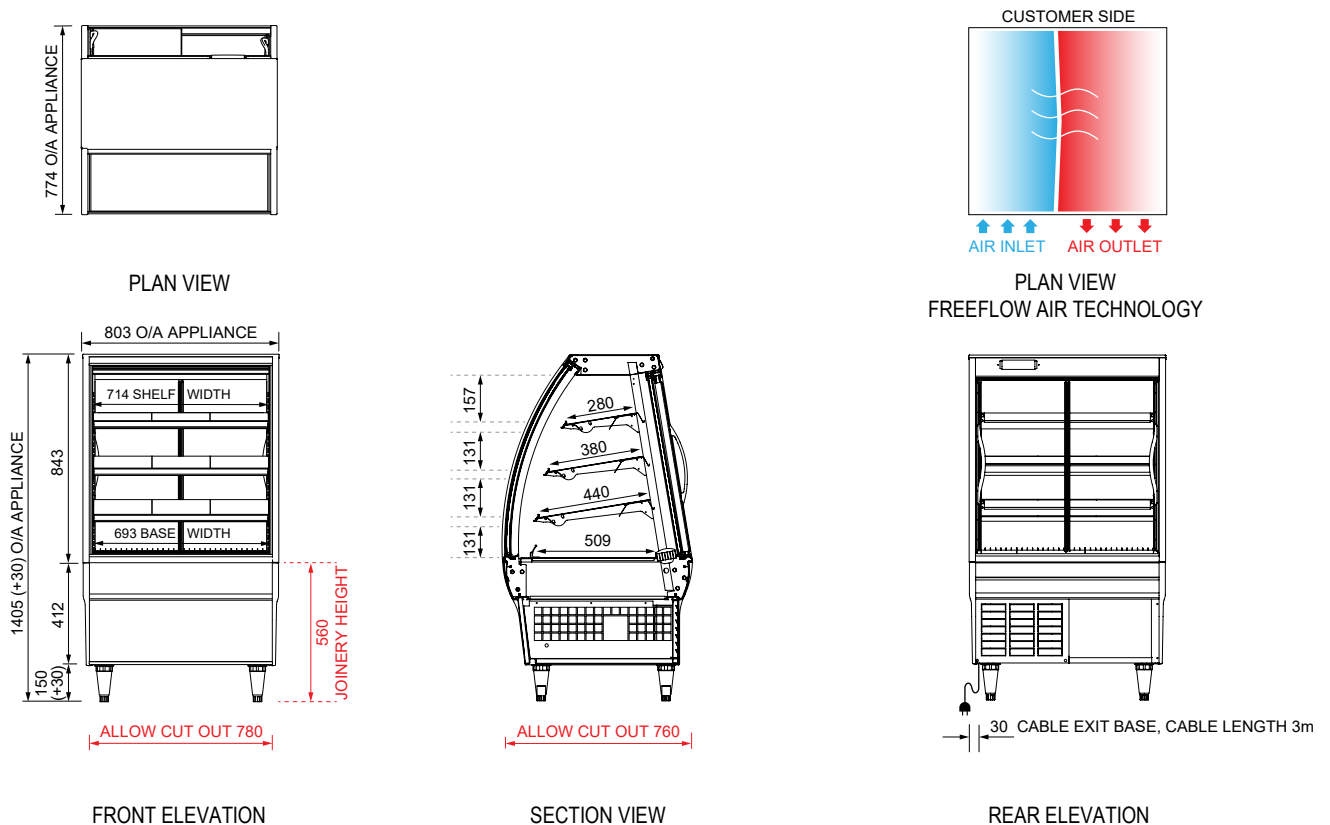 774 O/A APPLIANCE
PLAN VIEW
CUSTOMER SIDE
AIR INLET
AIR OUTLET
PLAN VIEW
FREEFLOW AIR TECHNOLOGY
803 O/A APPLIANCE
714 SHELF WIDTH
693 BASE WIDTH
1405 (+30) O/A APPLIANCE
843
412
150
(+30)
560
JOINERY HEIGHT
ALLOW CUT OUT 780
FRONT ELEVATION
157
131
131
131
280
380
440
509
ALLOW CUT OUT 760
SECTION VIEW
30 CABLE EXIT BASE, CABLE LENGTH 3m
REAR ELEVATION